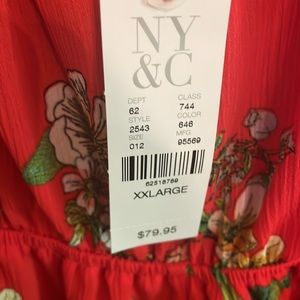 NY
&C
DEPT CLASS
62 744
STYLE COLOR
2543 646
SIZE MFG
012 95569
62516769
XXLARGE
$79.95